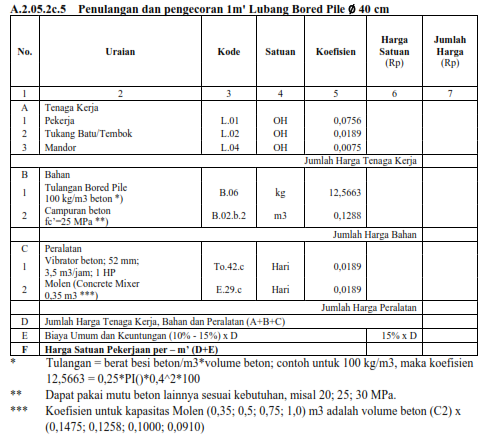 A.2.05.2c.5 Penulangan dan pengecoran 1m' Lubang Bored Pile Ø 40 cm
No. Uraian Kode Satuan Koefisien Harga Satuan (Rp) Jumlah Harga (Rp)
1 2 3 4 5 6 7
A Tenaga Kerja
1 Pekerja L.01 OH 0,0756
2 Tukang Batu/Tembok L.02 OH 0,0189
3 Mandor L.04 OH 0,0075
Jumlah Harga Tenaga Kerja
B Bahan
1 Tulangan Bored Pile 100 kg/m3 beton *) B.06 kg 12,5663
2 Campuran beton fc'=25 MPa **) B.02.b.2 m3 0,1288
Jumlah Harga Bahan
C Peralatan
1 Vibrator beton; 52 mm; 3,5 m3/jam; 1 HP To.42.c Hari 0,0189
2 Molen (Concrete Mixer 0,35 m3 ***) E.29.c Hari 0,0189
Jumlah Harga Peralatan
D Jumlah Harga Tenaga Kerja, Bahan dan Peralatan (A+B+C)
E Biaya Umum dan Keuntungan (10% - 15%) x D 15% x D
F Harga Satuan Pekerjaan per – m' (D+E)
* Tulangan = berat besi beton/m3*volume beton; contoh untuk 100 kg/m3, maka koefisien
12,5663 = 0,25*PI()*0,4^2*100
** Dapat pakai mutu beton lainnya sesuai kebutuhan, misal 20; 25; 30 MPa.
*** Koefisien untuk kapasitas Molen (0,35; 0,5; 0,75; 1,0) m3 adalah volume beton (C2) x
(0,1475; 0,1258; 0,1000; 0,0910)